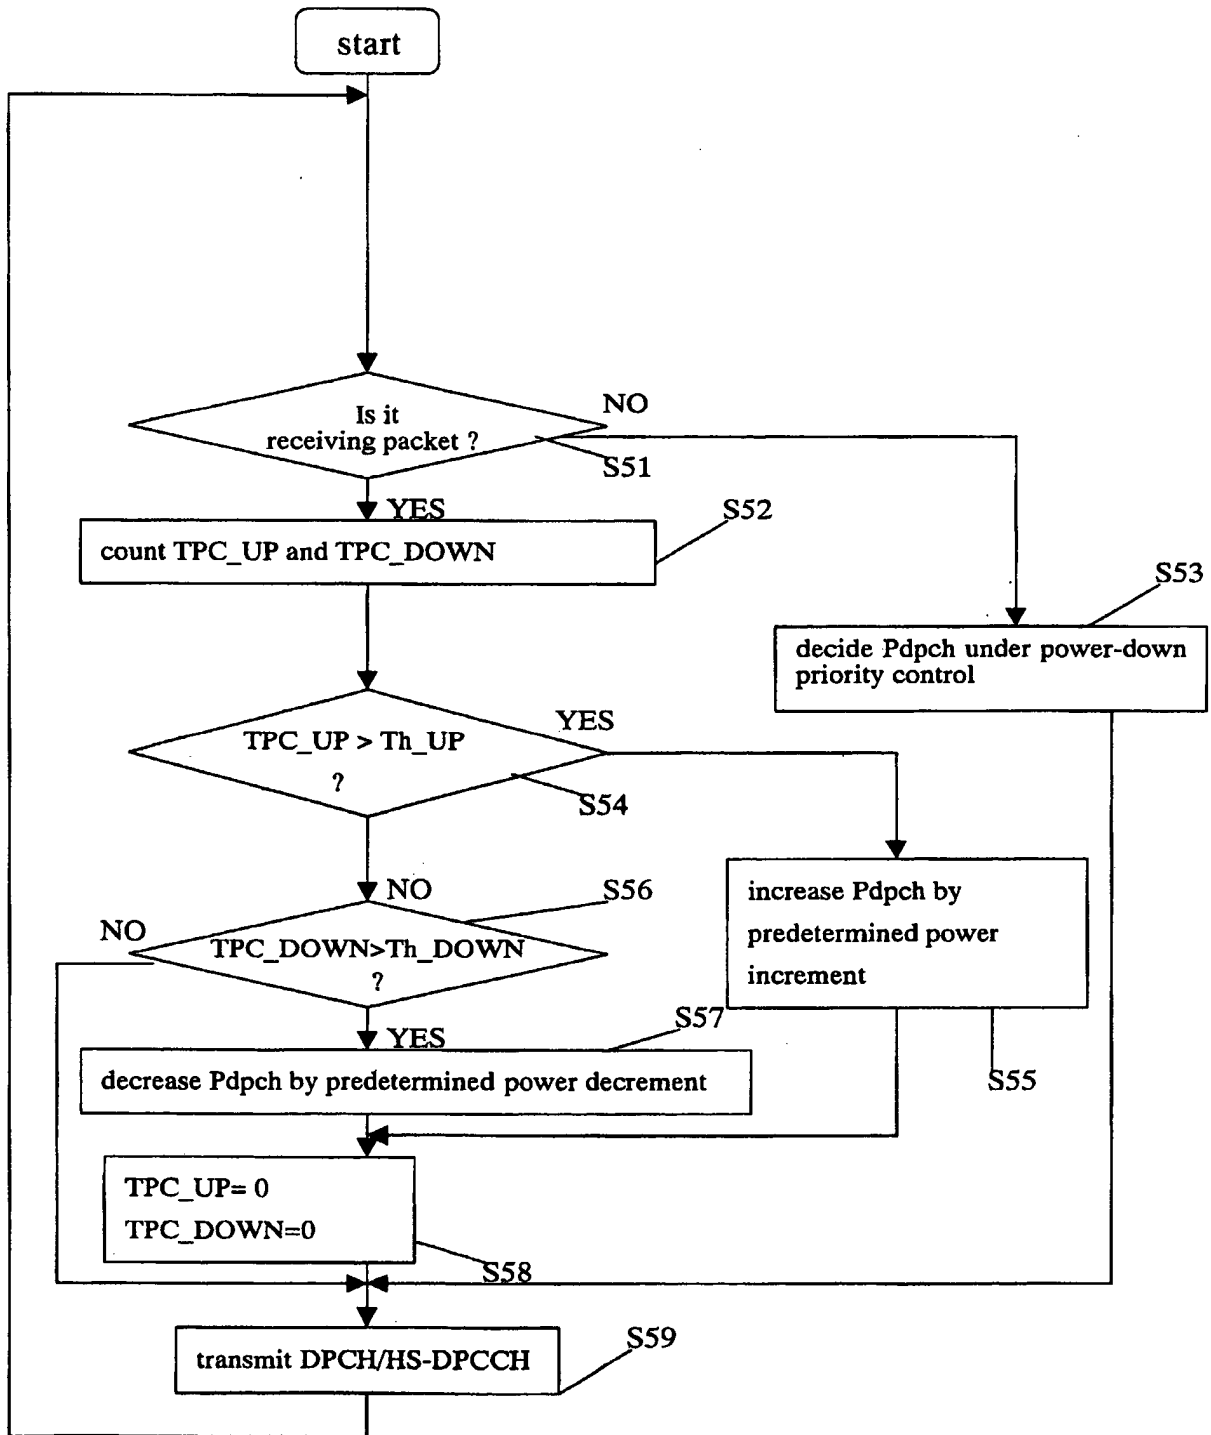 start
Is it
receiving packet ?
NO
S51
YES
count TPC_UP and TPC_DOWN
S52
S53
decide Pdpch under power-down
priority control
TPC_UP > Th_UP
?
YES
S54
NO
S56
NO
TPC_DOWN>Th_DOWN
?
increase Pdpch by
predetermined power
increment
S55
YES
S57
decrease Pdpch by predetermined power decrement
TPC_UP= 0
TPC_DOWN=0
S58
S59
transmit DPCH/HS-DPCCH